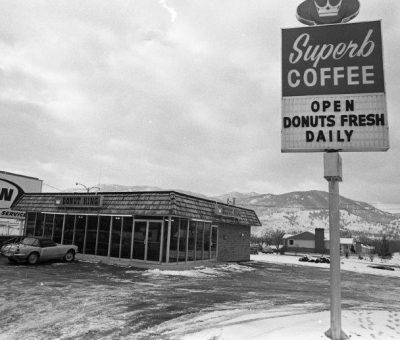 Superb
COFFEE
OPEN
DONUTS FRESH
DAILY
DONUT KING
N
SERVICE